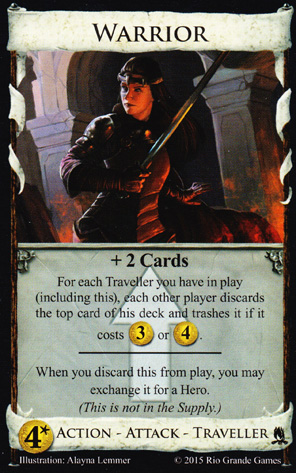 WARRIOR
+ 2 Cards
For each Traveller you have in play
(including this), each other player discards
the top card of his deck and trashes it if it
costs 3 or 4.
When you discard this from play, you may
exchange it for a Hero.
(This is not in the Supply.)
4* ACTION - ATTACK - TRAVELLER
Illustration: Alayna Lemmer © 2015 Rio Grande Games